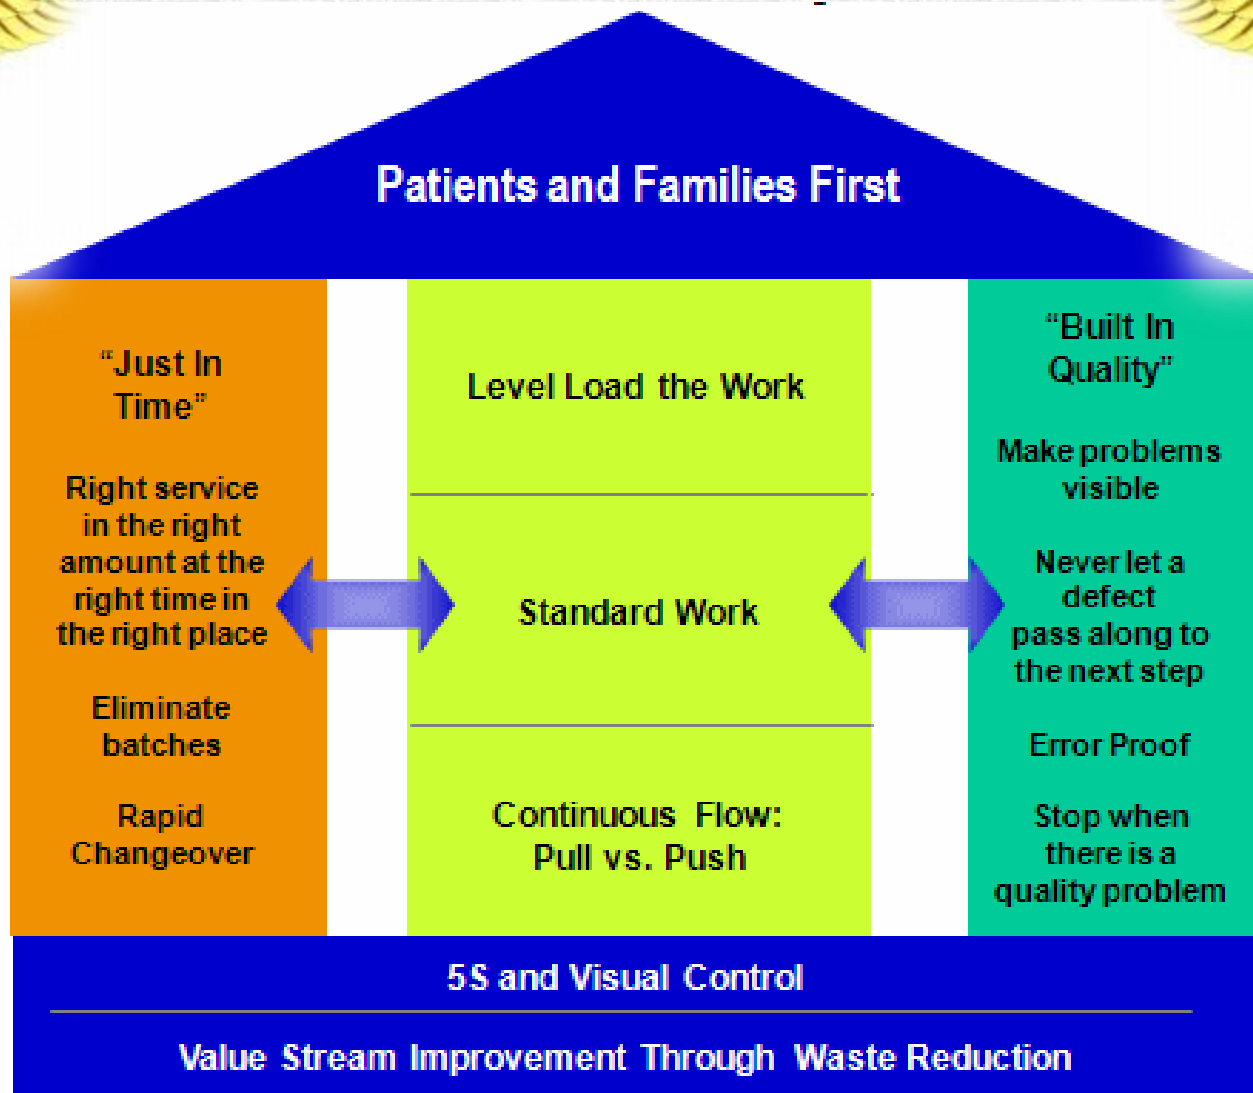 Patients and Families First
“Just In
Time”
Right service
in the right
amount at the
right time in
the right place
Eliminate
batches
Rapid
Changeover
Level Load the Work
Standard Work
Continuous Flow:
Pull vs. Push
“Built In
Quality”
Make problems
visible
Never let a
defect
pass along to
the next step
Error Proof
Stop when
there is a
quality problem
5S and Visual Control
Value Stream Improvement Through Waste Reduction